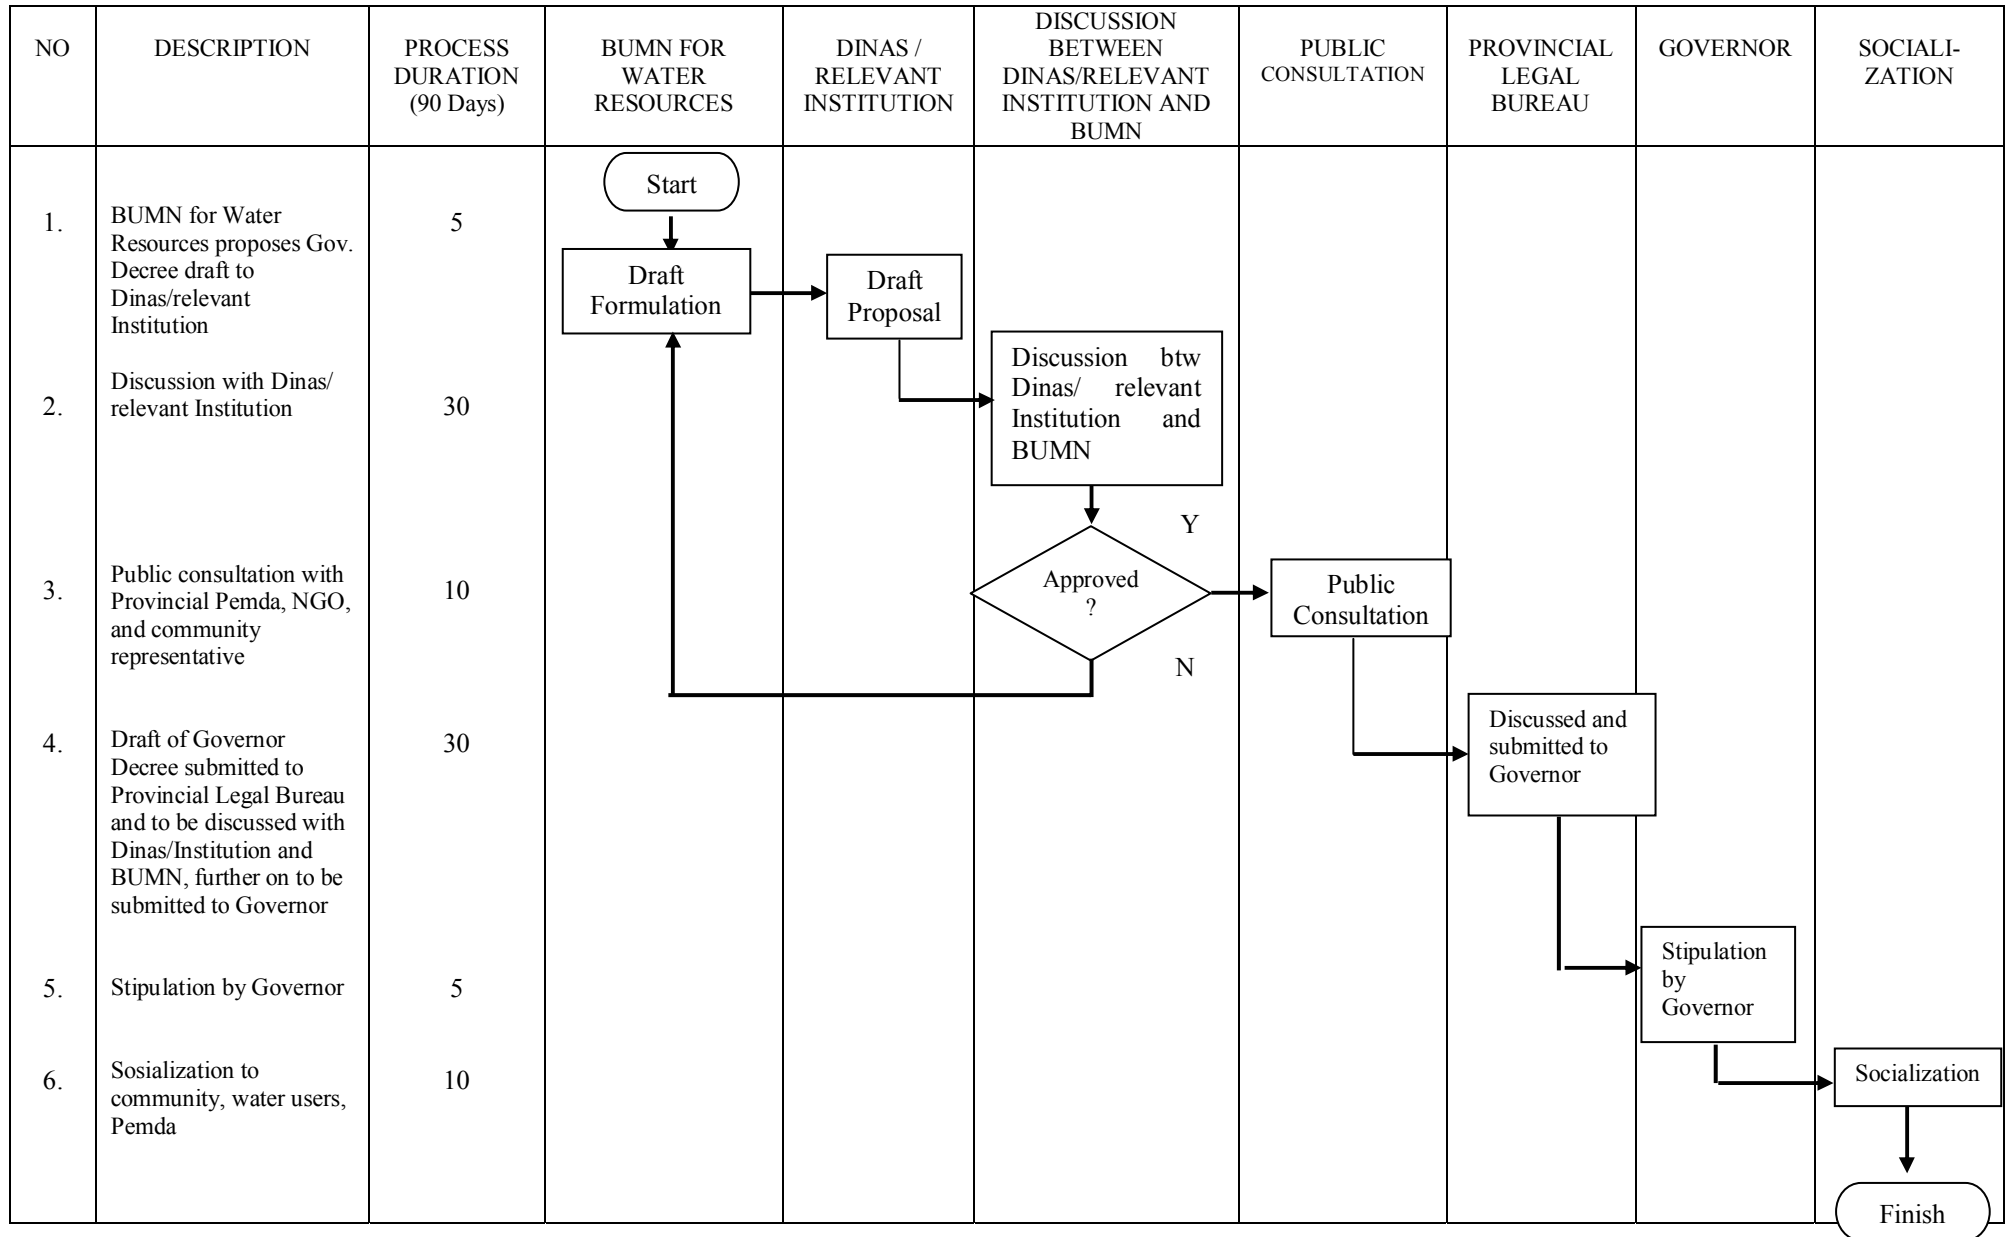 NO
DESCRIPTION
PROCESS
DURATION
(90 Days)
BUMN FOR
WATER
RESOURCES
DINAS /
RELEVANT
INSTITUTION
DISCUSSION
BETWEEN
DINAS/RELEVANT
INSTITUTION AND
BUMN
PUBLIC
CONSULTATION
PROVINCIAL
LEGAL
BUREAU
GOVERNOR
SOCIALI-
ZATION
Start
1.
BUMN for Water
Resources proposes Gov.
Decree draft to
Dinas/relevant
Institution
5
Draft
Formulation
Draft
Proposal
2.
Discussion with Dinas/
relevant Institution
30
Discussion btw
Dinas/ relevant
Institution and
BUMN
Y
3.
Public consultation with
Provincial Pemda, NGO,
and community
representative
10
Approved
?
Public
Consultation
N
4.
Draft of Governor
Decree submitted to
Provincial Legal Bureau
and to be discussed with
Dinas/Institution and
BUMN, further on to be
submitted to Governor
30
Discussed and
submitted to
Governor
5.
Stipulation by Governor
5
Stipulation
by
Governor
6.
Sosialization to
community, water users,
Pemda
10
Socialization
Finish